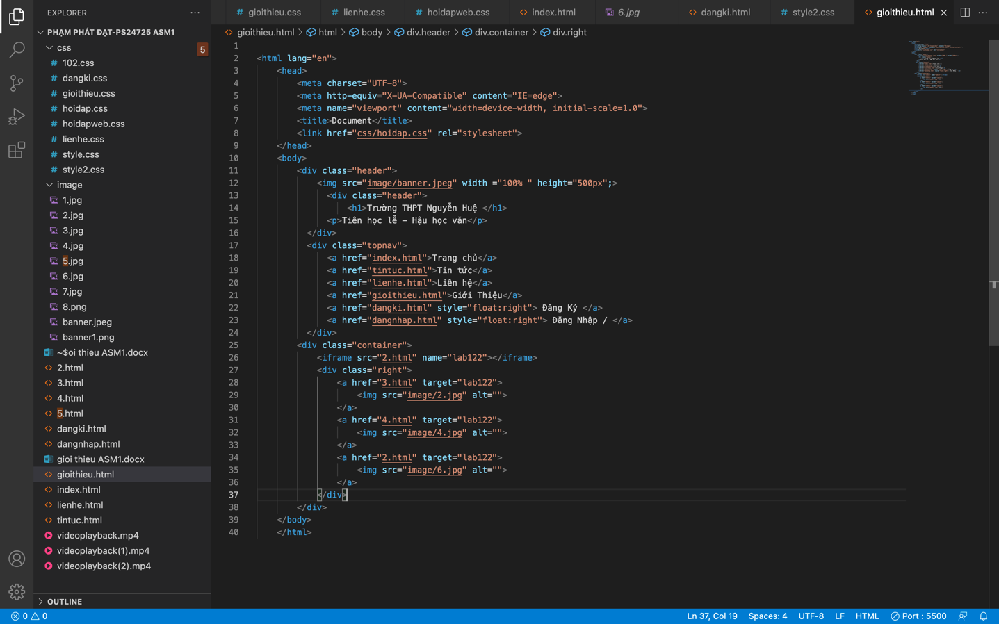 EXPLORER
···
PHẠM PHÁT ĐẠT-PS24725 ASM1
css
5
# 102.css
# dangki.css
# gioithieu.css
# hoidap.css
# hoidapweb.css
# lienhe.css
# style.css
# style2.css
image
1.jpg
2.jpg
3.jpg
4.jpg
5.jpg
6.jpg
7.jpg
8.png
banner.jpeg
banner1.png
~$oi thieu ASM1.docx
<> 2.html
<> 3.html
<> 4.html
<> 5.html
<> dangki.html
<> dangnhap.html
gioi thieu ASM1.docx
<> gioithieu.html
<> index.html
<> lienhe.html
<> tintuc.html
videoplayback.mp4
videoplayback(1).mp4
videoplayback(2).mp4
OUTLINE
# gioithieu.css # lienhe.css # hoidapweb.css <> index.html 6.jpg <> dangki.html # style2.css <> gioithieu.html × ···
<> gioithieu.html > html > body > div.header > div.container > div.right
1
2 <html lang="en">
3 <head>
4 <meta charset="UTF-8">
5 <meta http-equiv="X-UA-Compatible" content="IE=edge">
6 <meta name="viewport" content="width=device-width, initial-scale=1.0">
7 <title>Document</title>
8 <link href="css/hoidap.css" rel="stylesheet">
9 </head>
10 <body>
11 <div class="header">
12 <img src="image/banner.jpeg" width ="100% " height="500px";>
13 <div class="header">
14 <h1>Trường THPT Nguyễn Huệ </h1>
15 <p>Tiên học lễ - Hậu học văn</p>
16 </div>
17 <div class="topnav">
18 <a href="index.html">Trang chủ</a>
19 <a href="tintuc.html">Tin tức</a>
20 <a href="lienhe.html">Liên hệ</a>
21 <a href="gioithieu.html">Giới Thiệu</a>
22 <a href="dangki.html" style="float:right"> Đăng Ký </a>
23 <a href="dangnhap.html" style="float:right"> Đăng Nhập / </a>
24 </div>
25 <div class="container">
26 <iframe src="2.html" name="lab122"></iframe>
27 <div class="right">
28 <a href="3.html" target="lab122">
29 <img src="image/2.jpg" alt="">
30 </a>
31 <a href="4.html" target="lab122">
32 <img src="image/4.jpg" alt="">
33 </a>
34 <a href="2.html" target="lab122">
35 <img src="image/6.jpg" alt="">
36 </a>
37 </div>
38 </div>
39 </body>
40 </html>
0 0 Ln 37, Col 19 Spaces: 4 UTF-8 LF HTML Port : 5500